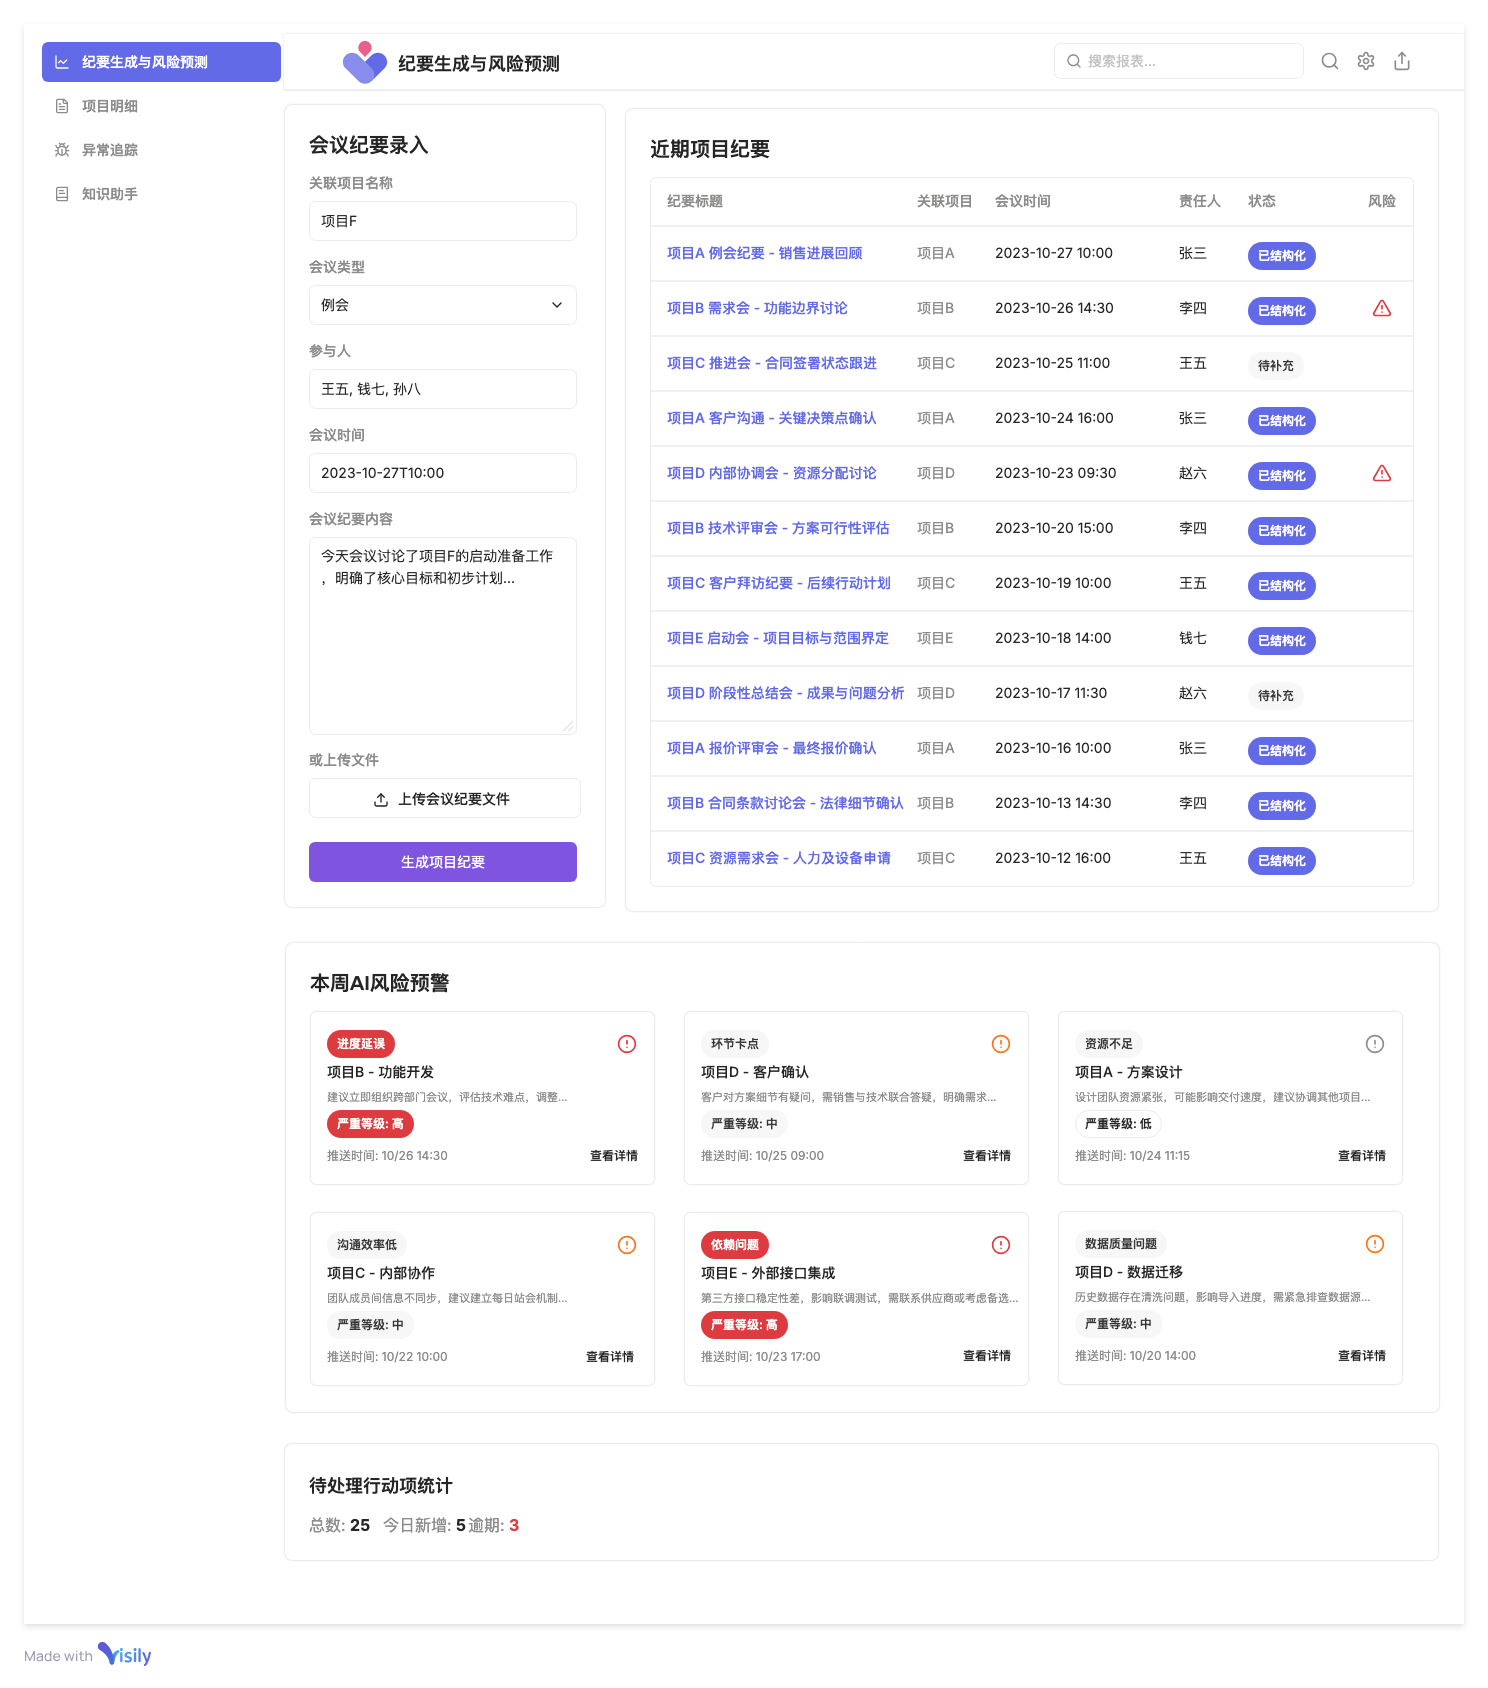 纪要生成与风险预测
项目明细
异常追踪
知识助手
纪要生成与风险预测
搜索报表...
会议纪要录入
关联项目名称
项目F
会议类型
例会
参与人
王五, 钱七, 孙八
会议时间
2023-10-27T10:00
会议纪要内容
今天会议讨论了项目F的启动准备工作
，明确了核心目标和初步计划...
或上传文件
上传会议纪要文件
生成项目纪要
近期项目纪要
纪要标题 关联项目 会议时间 责任人 状态 风险
项目A 例会纪要 - 销售进展回顾 项目A 2023-10-27 10:00 张三 已结构化
项目B 需求会 - 功能边界讨论 项目B 2023-10-26 14:30 李四 已结构化
项目C 推进会 - 合同签署状态跟进 项目C 2023-10-25 11:00 王五 待补充
项目A 客户沟通 - 关键决策点确认 项目A 2023-10-24 16:00 张三 已结构化
项目D 内部协调会 - 资源分配讨论 项目D 2023-10-23 09:30 赵六 已结构化
项目B 技术评审会 - 方案可行性评估 项目B 2023-10-20 15:00 李四 已结构化
项目C 客户拜访纪要 - 后续行动计划 项目C 2023-10-19 10:00 王五 已结构化
项目E 启动会 - 项目目标与范围界定 项目E 2023-10-18 14:00 钱七 已结构化
项目D 阶段性总结会 - 成果与问题分析 项目D 2023-10-17 11:30 赵六 待补充
项目A 报价评审会 - 最终报价确认 项目A 2023-10-16 10:00 张三 已结构化
项目B 合同条款讨论会 - 法律细节确认 项目B 2023-10-13 14:30 李四 已结构化
项目C 资源需求会 - 人力及设备申请 项目C 2023-10-12 16:00 王五 已结构化
本周AI风险预警
进度延误
项目B - 功能开发
建议立即组织跨部门会议，评估技术难点，调整...
严重等级: 高
推送时间: 10/26 14:30 查看详情
环节卡点
项目D - 客户确认
客户对方案细节有疑问，需销售与技术联合答疑，明确需求...
严重等级: 中
推送时间: 10/25 09:00 查看详情
资源不足
项目A - 方案设计
设计团队资源紧张，可能影响交付速度，建议协调其他项目...
严重等级: 低
推送时间: 10/24 11:15 查看详情
沟通效率低
项目C - 内部协作
团队成员间信息不同步，建议建立每日站会机制...
严重等级: 中
推送时间: 10/22 10:00 查看详情
依赖问题
项目E - 外部接口集成
第三方接口稳定性差，影响联调测试，需联系供应商或考虑备选...
严重等级: 高
推送时间: 10/23 17:00 查看详情
数据质量问题
项目D - 数据迁移
历史数据存在清洗问题，影响导入进度，需紧急排查数据源...
严重等级: 中
推送时间: 10/20 14:00 查看详情
待处理行动项统计
总数: 25 今日新增: 5 逾期: 3
Made with Visily